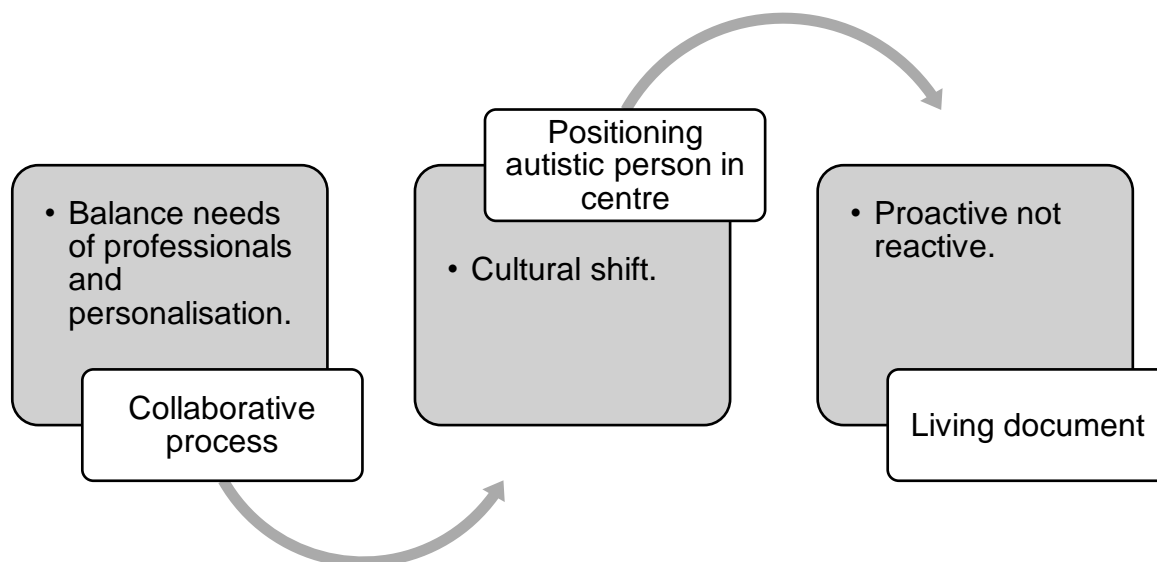 • Balance needs
of professionals
and
personalisation.
Collaborative
process
Positioning
autistic person in
centre
• Cultural shift.
• Proactive not
reactive.
Living document